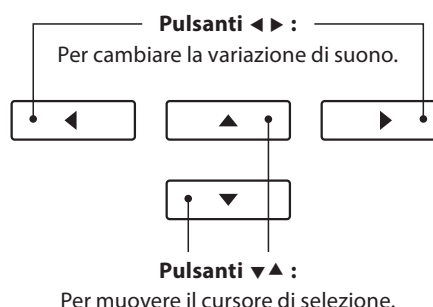 Pulsanti ◀ ▶ :
Per cambiare la variazione di suono.
Pulsanti ▼▲ :
Per muovere il cursore di selezione.